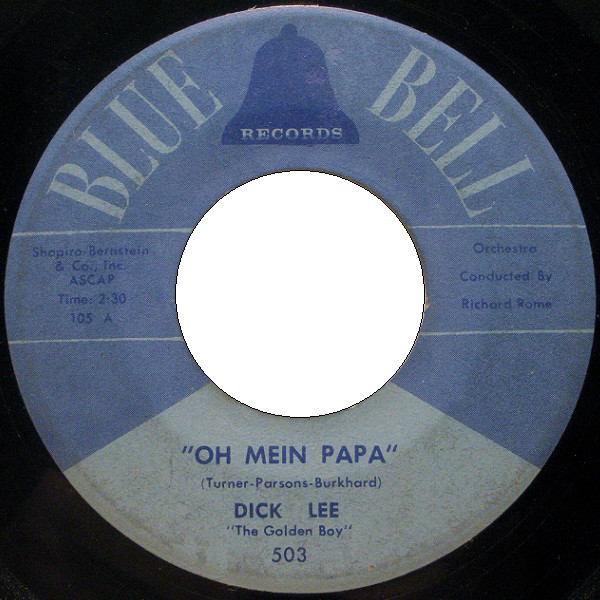 BLUE BELL
RECORDS
Shapiro-Bernstein
& Co., Inc.
ASCAP
Time: 2:30
105 A
Orchestra
Conducted By
Richard Rome
"OH MEIN PAPA"
(Turner-Parsons-Burkhard)
DICK LEE
"The Golden Boy"
503